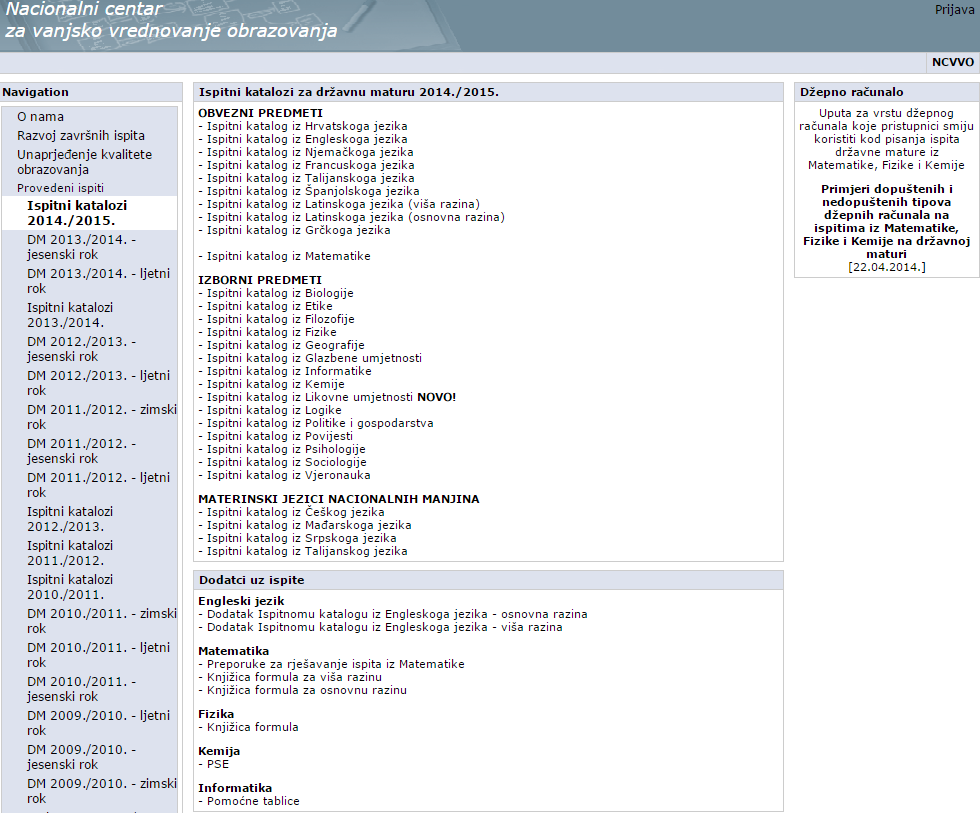 Nacionalni centar
za vanjsko vrednovanje obrazovanja
Prijava
NCVVO
Navigation
O nama
Razvoj završnih ispita
Unaprjeđenje kvalitete
obrazovanja
Provedeni ispiti
Ispitni katalozi
2014./2015.
DM 2013./2014. -
jesenski rok
DM 2013./2014. - ljetni
rok
Ispitni katalozi
2013./2014.
DM 2012./2013. -
jesenski rok
DM 2012./2013. - ljetni
rok
DM 2011./2012. - zimski
rok
DM 2011./2012. -
jesenski rok
DM 2011./2012. - ljetni
rok
Ispitni katalozi
2012./2013.
Ispitni katalozi
2011./2012.
Ispitni katalozi
2010./2011.
DM 2010./2011. - zimski
rok
DM 2010./2011. - ljetni
rok
DM 2010./2011. -
jesenski rok
DM 2009./2010. - ljetni
rok
DM 2009./2010. -
jesenski rok
DM 2009./2010. - zimski
rok
Ispitni katalozi za državnu maturu 2014./2015.
OBVEZNI PREDMETI
- Ispitni katalog iz Hrvatskoga jezika
- Ispitni katalog iz Engleskoga jezika
- Ispitni katalog iz Njemačkoga jezika
- Ispitni katalog iz Francuskoga jezika
- Ispitni katalog iz Talijanskoga jezika
- Ispitni katalog iz Španjolskoga jezika
- Ispitni katalog iz Latinskoga jezika (viša razina)
- Ispitni katalog iz Latinskoga jezika (osnovna razina)
- Ispitni katalog iz Grčkoga jezika
- Ispitni katalog iz Matematike
IZBORNI PREDMETI
- Ispitni katalog iz Biologije
- Ispitni katalog iz Etike
- Ispitni katalog iz Filozofije
- Ispitni katalog iz Fizike
- Ispitni katalog iz Geografije
- Ispitni katalog iz Glazbene umjetnosti
- Ispitni katalog iz Informatike
- Ispitni katalog iz Kemije
- Ispitni katalog iz Likovne umjetnosti NOVO!
- Ispitni katalog iz Logike
- Ispitni katalog iz Politike i gospodarstva
- Ispitni katalog iz Povijesti
- Ispitni katalog iz Psihologije
- Ispitni katalog iz Sociologije
- Ispitni katalog iz Vjeronauka
MATERINSKI JEZICI NACIONALNIH MANJINA
- Ispitni katalog iz Češkog jezika
- Ispitni katalog iz Mađarskoga jezika
- Ispitni katalog iz Srpskoga jezika
- Ispitni katalog iz Talijanskog jezika
Dodatci uz ispite
Engleski jezik
- Dodatak Ispitnomu katalogu iz Engleskoga jezika - osnovna razina
- Dodatak Ispitnomu katalogu iz Engleskoga jezika - viša razina
Matematika
- Preporuke za rješavanje ispita iz Matematike
- Knjižica formula za višu razinu
- Knjižica formula za osnovnu razinu
Fizika
- Knjižica formula
Kemija
- PSE
Informatika
- Pomoćne tablice
Džepno računalo
Uputa za vrstu džepnog
računala koje pristupnici smiju
koristiti kod pisanja ispita
državne mature iz
Matematike, Fizike i Kemije
Primjeri dopuštenih i
nedopuštenih tipova
džepnih računala na
ispitima iz Matematike,
Fizike i Kemije na državnoj
maturi
[22.04.2014.]